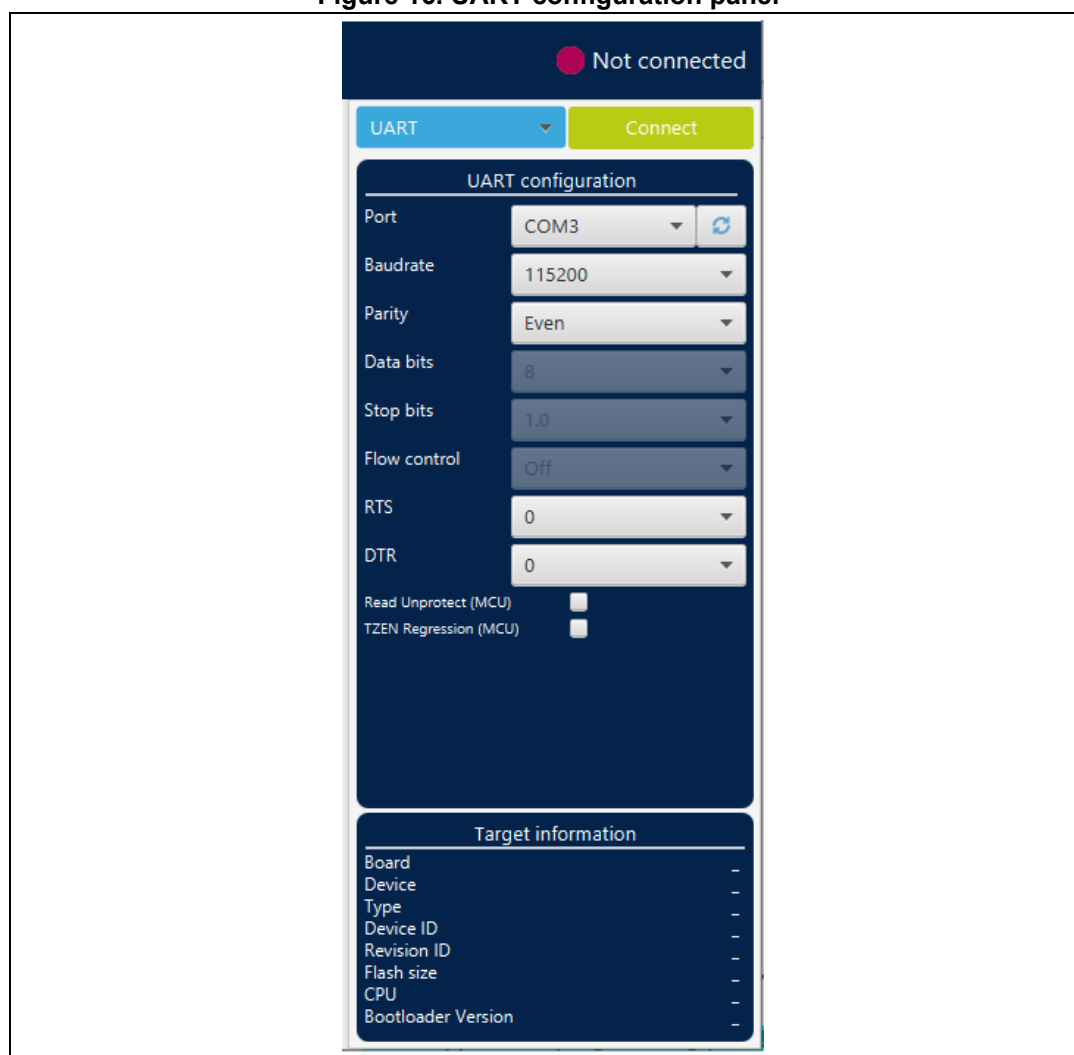 Figure UART configuration panel
Not connected
UART Connect
UART configuration
Port COM3
Baudrate 115200
Parity Even
Data bits 8
Stop bits 1.0
Flow control Off
RTS 0
DTR 0
Read Unprotect (MCU)
TZEN Regression (MCU)
Target information
Board _
Device _
Type _
Device ID _
Revision ID _
Flash size _
CPU _
Bootloader Version _